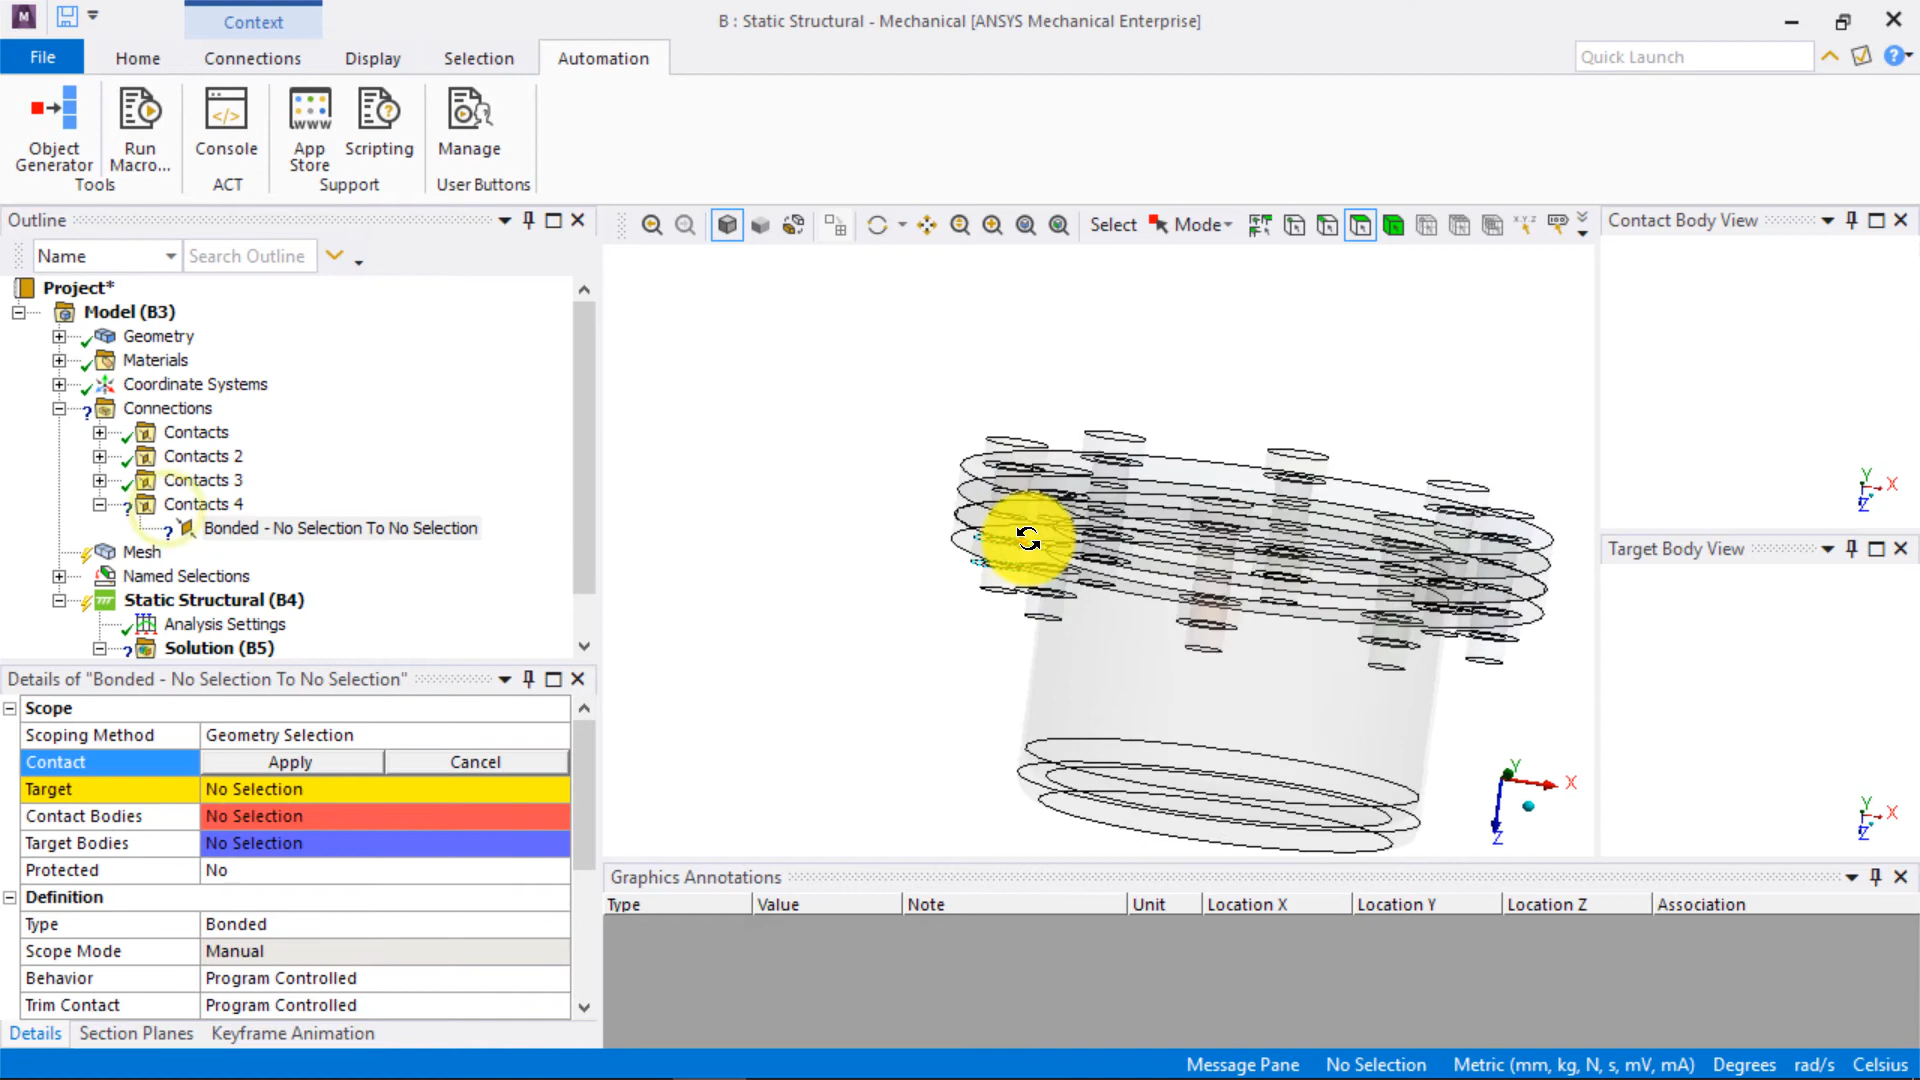 M
Context
B : Static Structural - Mechanical [ANSYS Mechanical Enterprise]
File
Home
Connections
Display
Selection
Automation
Quick Launch
Object Generator
Run Macro...
Console
App Store
Scripting
Manage
Tools
ACT
Support
User Buttons
Outline
Name
Search Outline
Project*
Model (B3)
Geometry
Materials
Coordinate Systems
Connections
Contacts
Contacts 2
Contacts 3
Contacts 4
Bonded - No Selection To No Selection
Mesh
Named Selections
Static Structural (B4)
Analysis Settings
Solution (B5)
Select
Mode
Contact Body View
Y
X
Z
Target Body View
Y
X
Z
Y
X
Z
Details of "Bonded - No Selection To No Selection"
Scope
Scoping Method Geometry Selection
Contact Apply Cancel
Target No Selection
Contact Bodies No Selection
Target Bodies No Selection
Protected No
Definition
Type Bonded
Scope Mode Manual
Behavior Program Controlled
Trim Contact Program Controlled
Details Section Planes Keyframe Animation
Graphics Annotations
Type Value Note Unit Location X Location Y Location Z Association
Message Pane No Selection Metric (mm, kg, N, s, mV, mA) Degrees rad/s Celsius